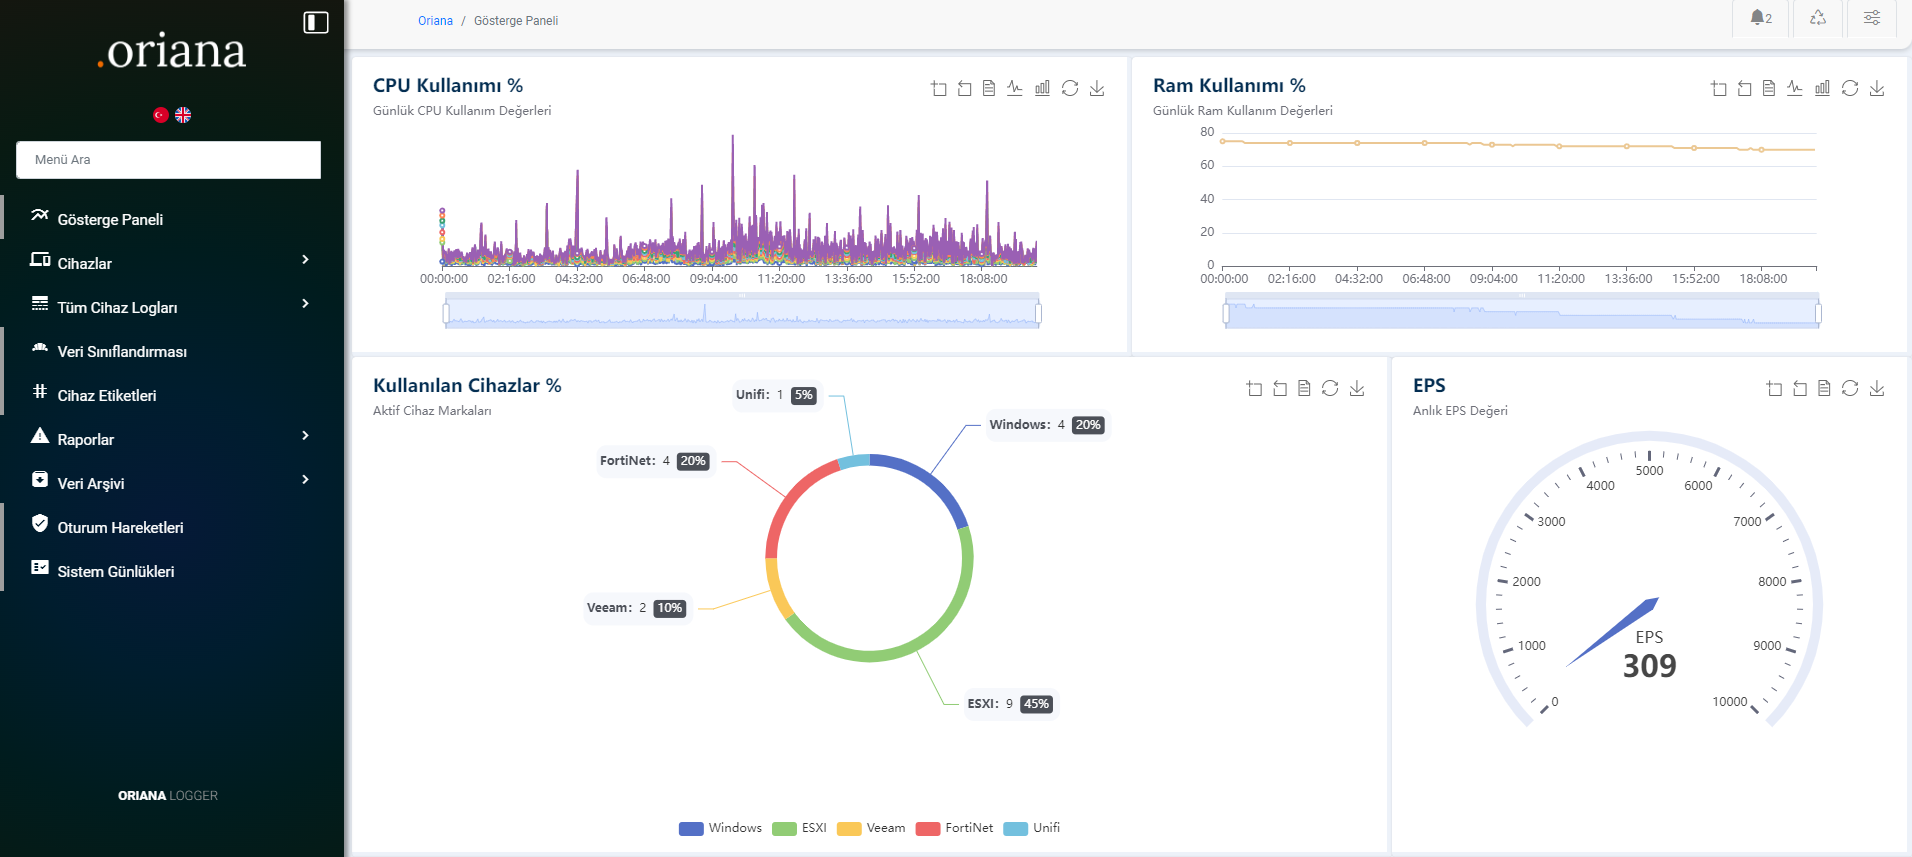 .oriana
Menü Ara
Gösterge Paneli
Cihazlar
Tüm Cihaz Logları
Veri Sınıflandırması
Cihaz Etiketleri
Raporlar
Veri Arşivi
Oturum Hareketleri
Sistem Günlükleri
ORIANA LOGGER
Oriana / Gösterge Paneli
2
CPU Kullanımı %
Günlük CPU Kullanım Değerleri
00:00:00 02:16:00 04:32:00 06:48:00 09:04:00 11:20:00 13:36:00 15:52:00 18:08:00
Ram Kullanımı %
Günlük Ram Kullanım Değerleri
80
60
40
20
0
00:00:00 02:16:00 04:32:00 06:48:00 09:04:00 11:20:00 13:36:00 15:52:00 18:08:00
Kullanılan Cihazlar %
Aktif Cihaz Markaları
Unifi: 1 5%
Windows: 4 20%
FortiNet: 4 20%
Veeam: 2 10%
ESXI: 9 45%
Windows ESXI Veeam FortiNet Unifi
EPS
Anlık EPS Değeri
0
1000
2000
3000
4000
5000
6000
7000
8000
9000
10000
EPS
309